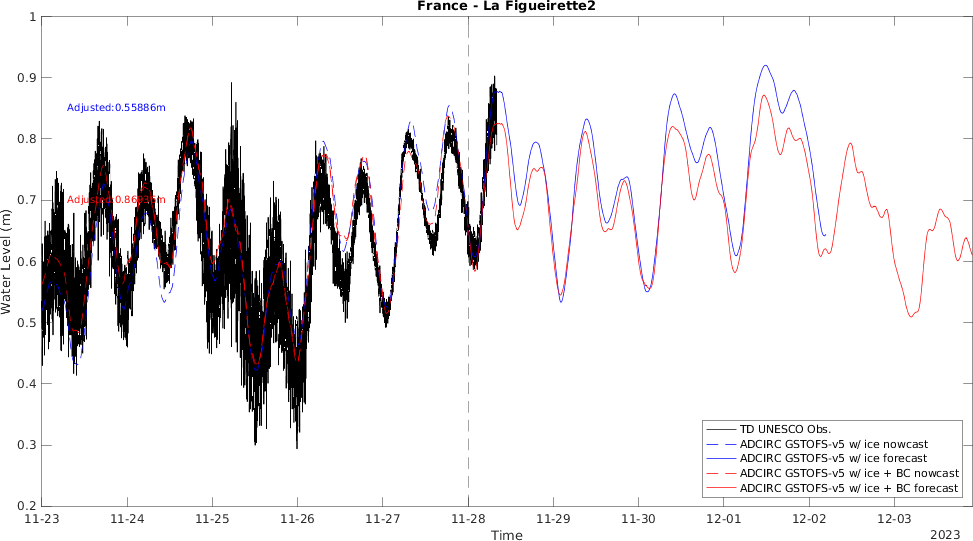 France - La Figueirette2
1
0.9
0.8
0.7
0.6
0.5
0.4
0.3
0.2
Water Level (m)
Adjusted:0.55886m
TD UNESCO Obs.
ADCIRC GSTOFS-v5 w/ ice nowcast
ADCIRC GSTOFS-v5 w/ ice forecast
ADCIRC GSTOFS-v5 w/ ice + BC nowcast
ADCIRC GSTOFS-v5 w/ ice + BC forecast
11-23 11-24 11-25 11-26 11-27 11-28 11-29 11-30 12-01 12-02 12-03
Time
2023